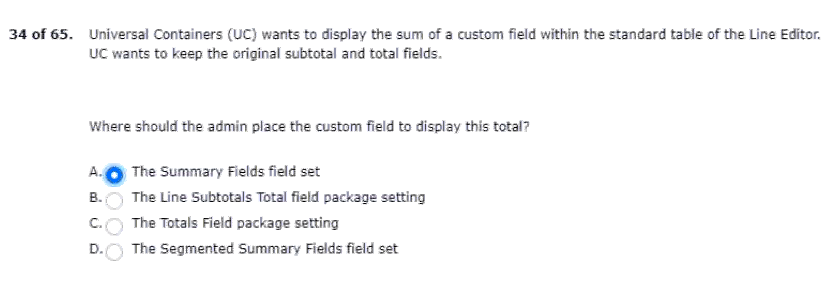 34 of 65. Universal Containers (UC) wants to display the sum of a custom field within the standard table of the Line Editor.
UC wants to keep the original subtotal and total fields.
Where should the admin place the custom field to display this total?
A. The Summary Fields field set
B. The Line Subtotals Total field package setting
C. The Totals Field package setting
D. The Segmented Summary Fields field set